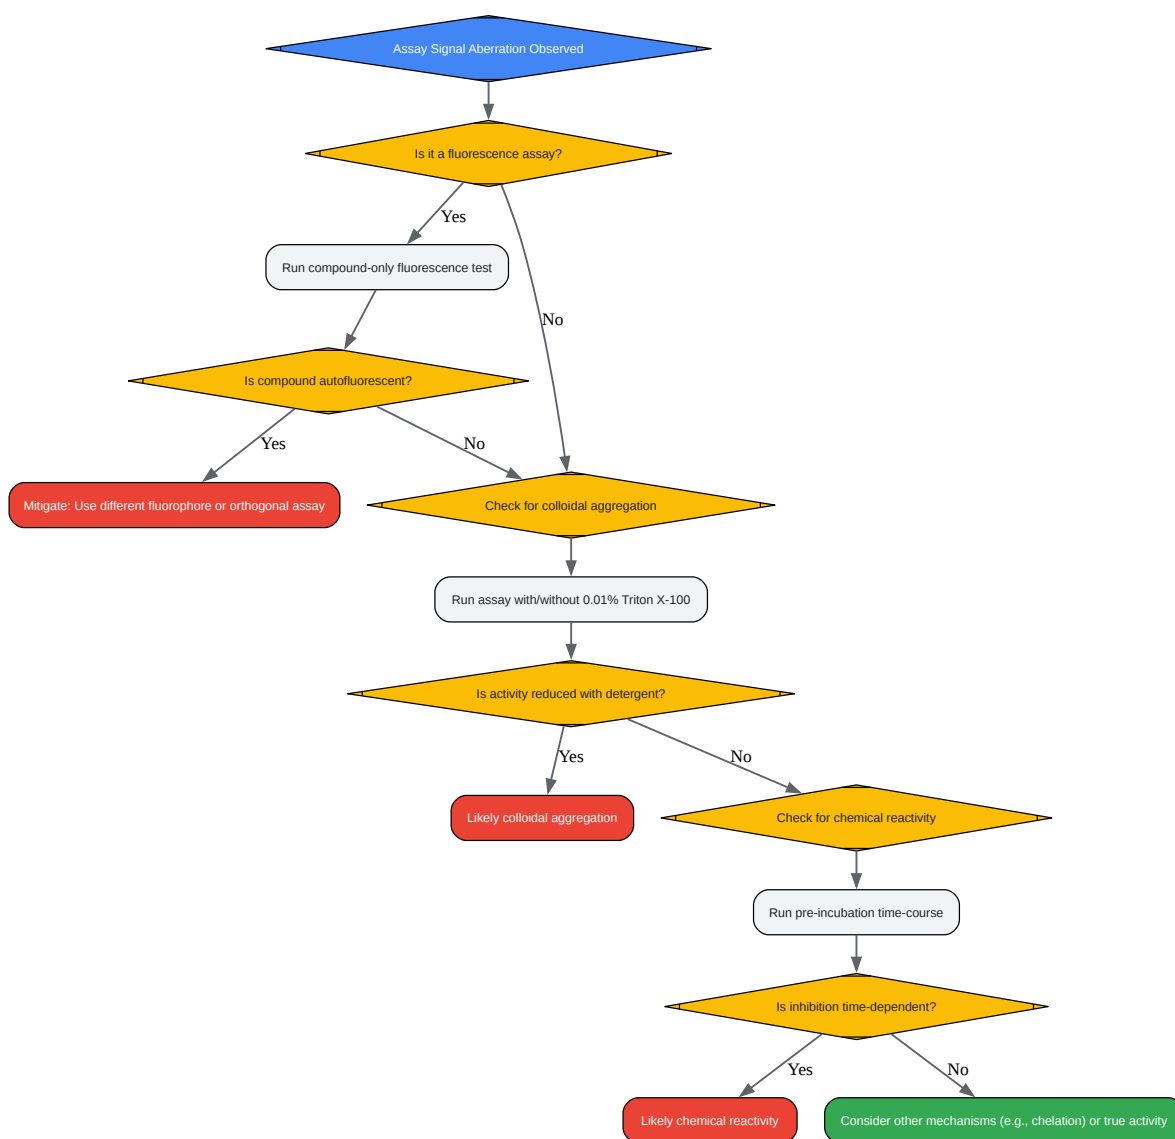 Assay Signal Aberration Observed
Is it a fluorescence assay?
Yes
Run compound-only fluorescence test
No
Is compound autofluorescent?
Yes
No
Mitigate: Use different fluorophore or orthogonal assay
Check for colloidal aggregation
Run assay with/without 0.01% Triton X-100
Is activity reduced with detergent?
Yes
No
Likely colloidal aggregation
Check for chemical reactivity
Run pre-incubation time-course
Is inhibition time-dependent?
Yes
No
Likely chemical reactivity
Consider other mechanisms (e.g., chelation) or true activity